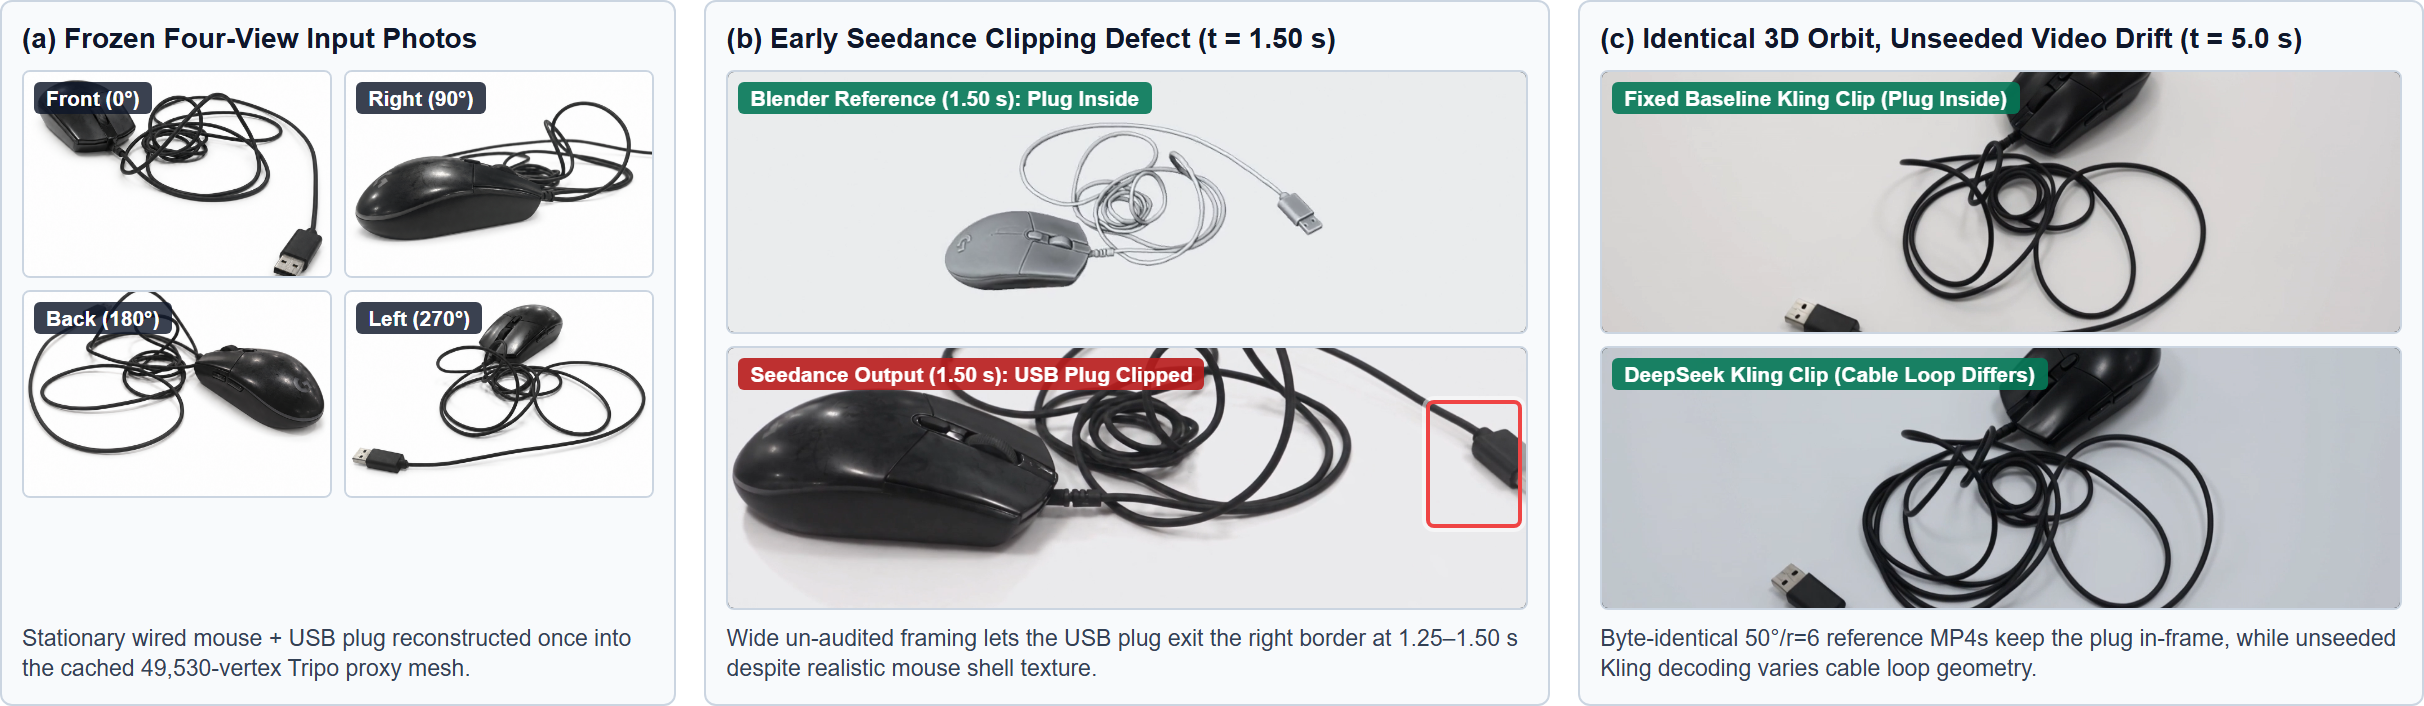 (a) Frozen Four-View Input Photos
Front (0°)
Right (90°)
Back (180°)
Left (270°)
Stationary wired mouse + USB plug reconstructed once into
the cached 49,530-vertex Tripo proxy mesh.
(b) Early Seedance Clipping Defect (t = 1.50 s)
Blender Reference (1.50 s): Plug Inside
Seedance Output (1.50 s): USB Plug Clipped
Wide un-audited framing lets the USB plug exit the right border at 1.25–1.50 s
despite realistic mouse shell texture.
(c) Identical 3D Orbit, Unseeded Video Drift (t = 5.0 s)
Fixed Baseline Kling Clip (Plug Inside)
DeepSeek Kling Clip (Cable Loop Differs)
Byte-identical 50°/r=6 reference MP4s keep the plug in-frame, while unseeded
Kling decoding varies cable loop geometry.